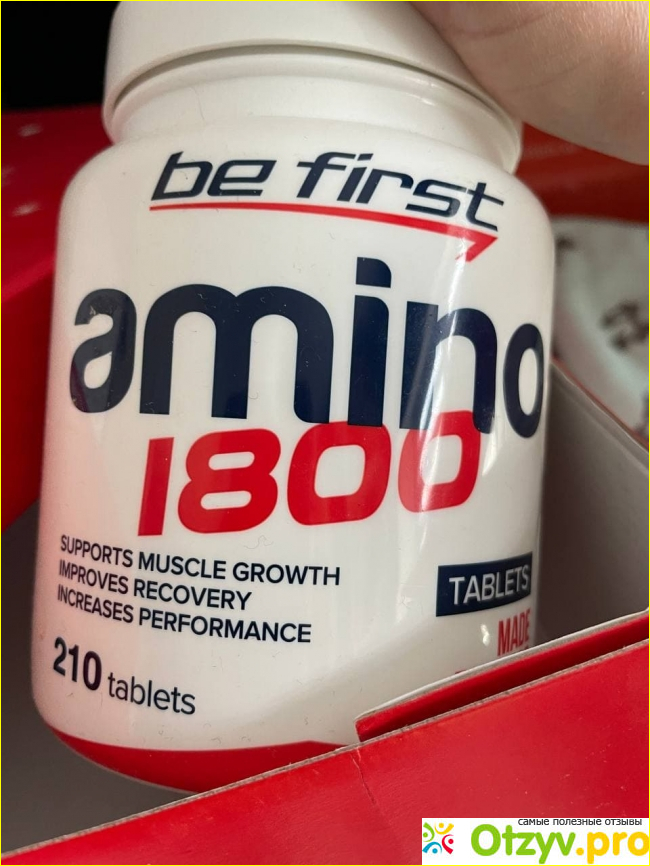 be first
amino
1800
SUPPORTS MUSCLE GROWTH
IMPROVES RECOVERY
INCREASES PERFORMANCE
TABLETS
MADE
210 tablets
самые полезные отзывы
Otzyv.pro